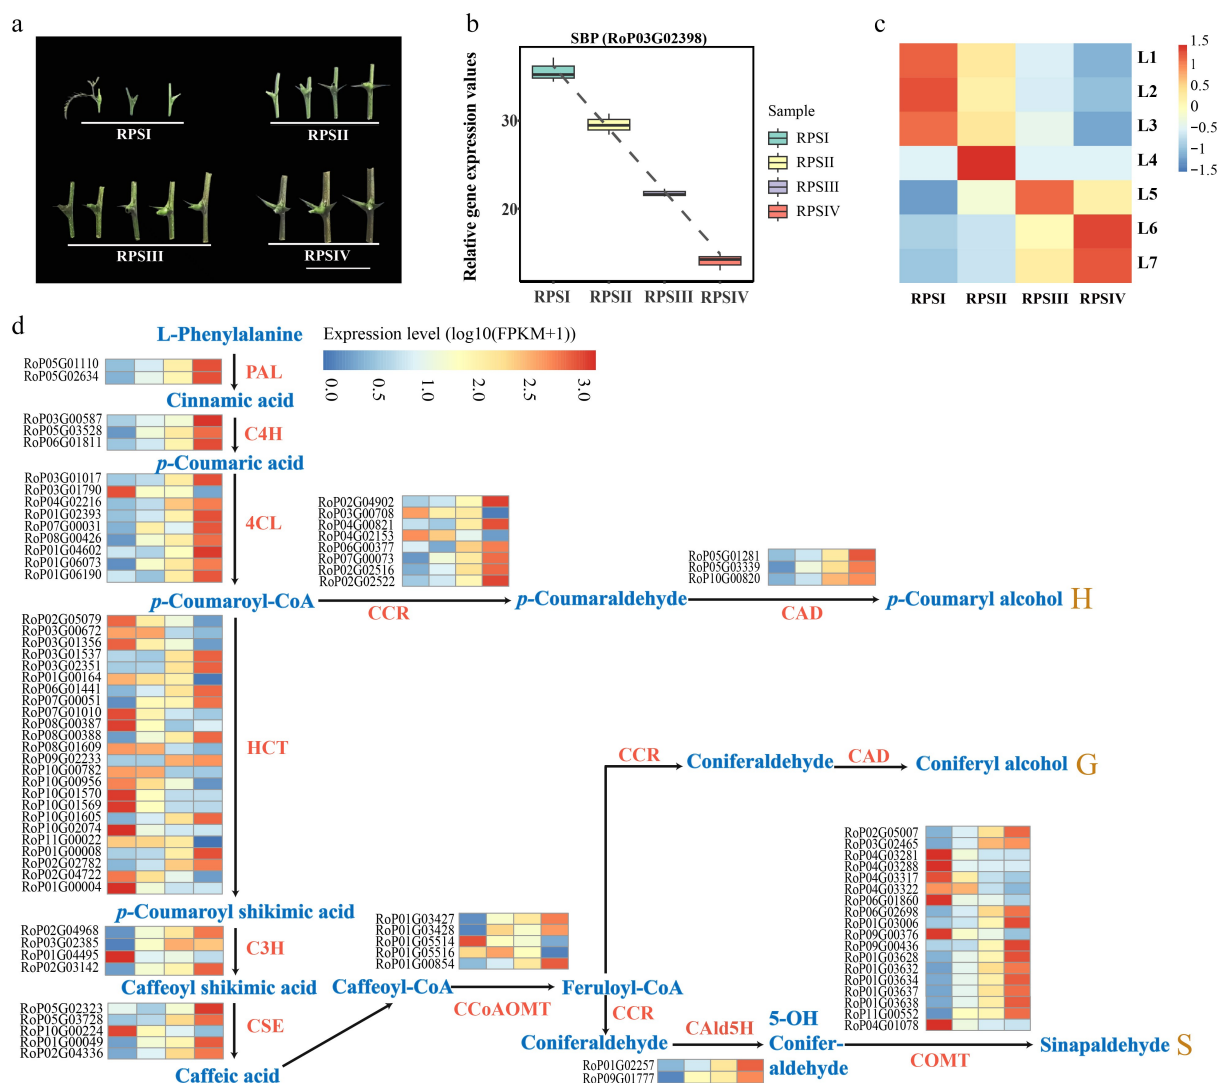 a
RPSI
RPSII
RPSIII
RPSIV
b
SBP (RoP03G02398)
Relative gene expression values
30
20
RPSI
RPSII
RPSIII
RPSIV
Sample
RPSI
RPSII
RPSIII
RPSIV
c
L1
L2
L3
L4
L5
L6
L7
RPSI
RPSII
RPSIII
RPSIV
1.5
1
0.5
0
−0.5
−1
−1.5
d
Expression level (log10(FPKM+1))
0.0
0.5
1.0
2.0
2.5
3.0
L-Phenylalanine
RoP05G01110
RoP05G02634
PAL
Cinnamic acid
RoP03G00587
RoP05G03528
RoP06G01811
C4H
p-Coumaric acid
RoP03G01017
RoP03G01790
RoP04G02216
RoP01G02393
RoP07G00031
RoP08G00426
RoP01G04602
RoP01G06073
RoP01G06190
4CL
p-Coumaroyl-CoA
RoP02G04902
RoP03G00708
RoP04G00821
RoP04G02153
RoP06G00377
RoP07G00073
RoP02G02516
RoP02G02522
CCR
p-Coumaraldehyde
RoP05G01281
RoP05G03339
RoP10G00820
CAD
p-Coumaryl alcohol H
RoP02G05079
RoP03G00672
RoP03G01356
RoP03G01537
RoP03G02351
RoP01G00164
RoP06G01441
RoP07G00051
RoP07G01010
RoP08G00387
RoP08G00388
RoP08G01609
RoP09G02233
RoP10G00782
RoP10G00956
RoP10G01570
RoP10G01569
RoP10G01605
RoP10G02074
RoP11G00022
RoP01G00008
RoP02G02782
RoP02G04722
RoP01G00004
HCT
p-Coumaroyl shikimic acid
RoP02G04968
RoP03G02385
RoP01G04495
RoP02G03142
C3H
Caffeoyl shikimic acid
RoP05G02323
RoP05G03728
RoP10G00224
RoP01G00049
RoP02G04336
CSE
Caffeic acid
RoP01G03427
RoP01G03428
RoP01G05514
RoP01G05516
RoP01G00854
Caffeoyl-CoA
CCoAOMT
Feruloyl-CoA
CCR
Coniferaldehyde
CAD
Coniferyl alcohol G
CCR
Coniferaldehyde
CAld5H
RoP01G02257
RoP09G01777
5-OH
Conifer-
aldehyde
RoP02G05007
RoP03G02465
RoP04G03281
RoP04G03288
RoP04G03317
RoP04G03322
RoP06G01860
RoP06G02698
RoP01G03006
RoP09G00376
RoP09G00436
RoP01G03628
RoP01G03632
RoP01G03634
RoP01G03637
RoP01G03638
RoP11G00552
RoP04G01078
COMT
Sinapaldehyde S